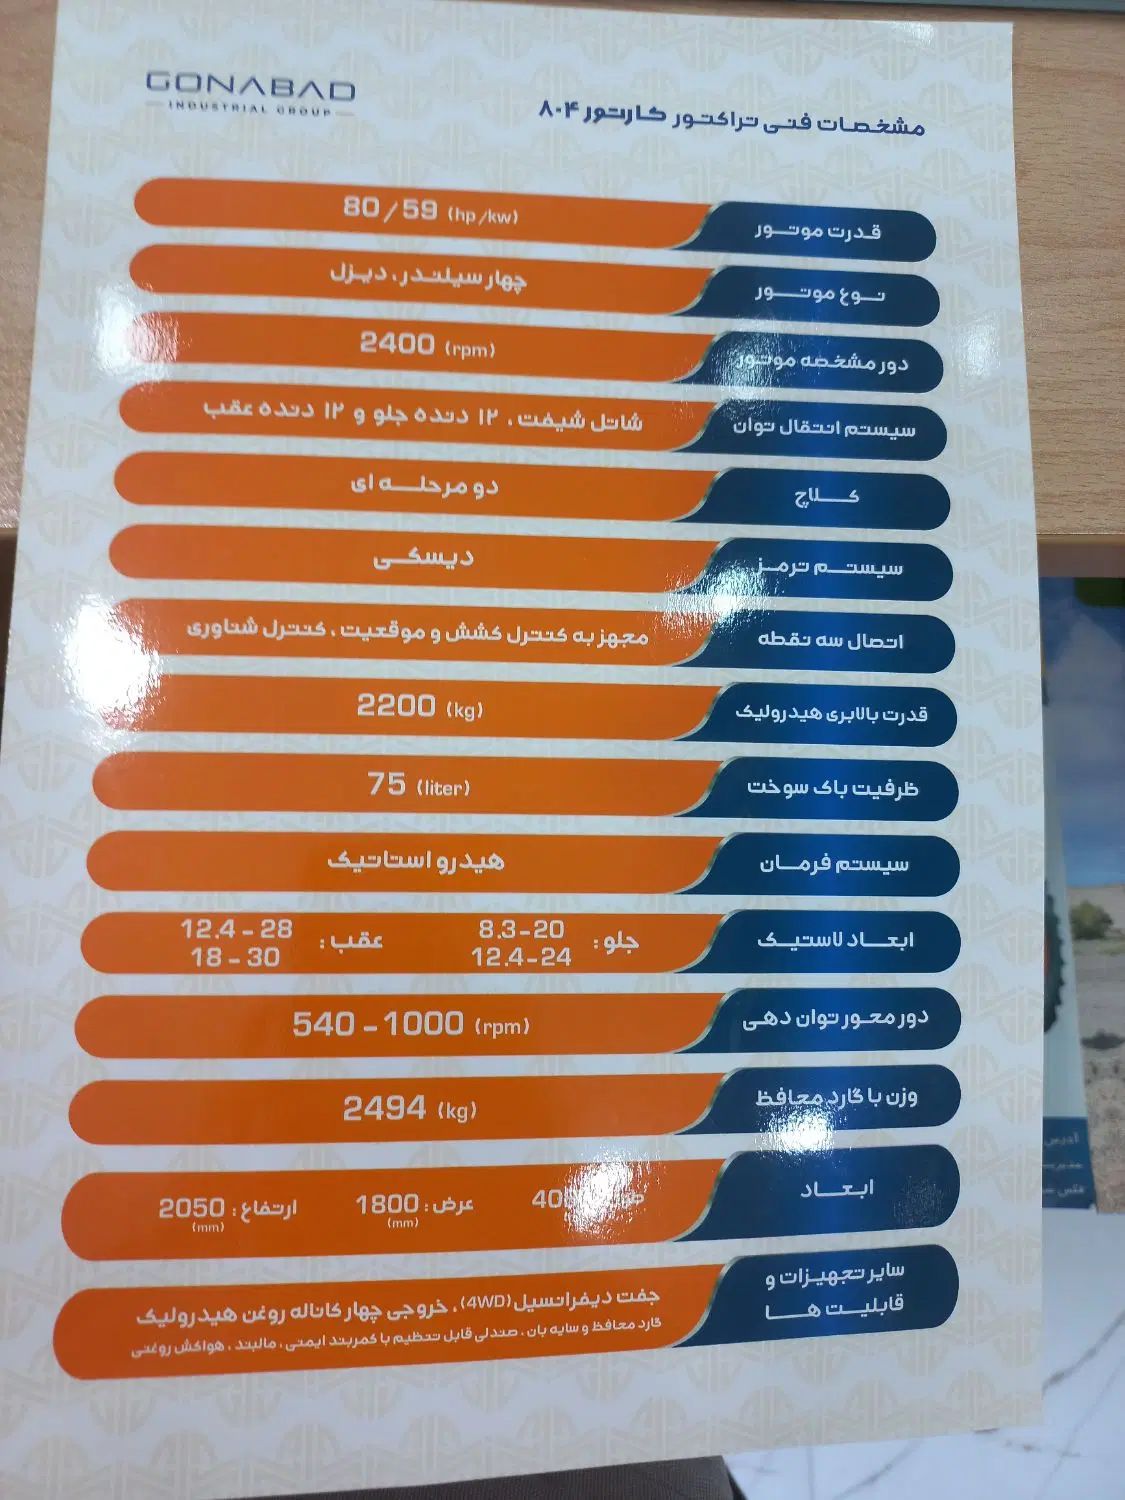 GONABAD
INDUSTRIAL GROUP
مشخصات فنی تراکتور کارتور ۸۰۴
قدرت موتور 80/59 (hp/kw)
نوع موتور چهار سیلندر، دیزل
دور مشخصه موتور 2400 (rpm)
سیستم انتقال توان شاتل شیفت، ۱۲ دنده جلو و ۱۲ دنده عقب
کلاچ دو مرحله ای
سیستم ترمز دیسکی
اتصال سه نقطه مجهز به کنترل کشش و موقعیت، کنترل شناوری
قدرت بالابری هیدرولیک 2200 (kg)
ظرفیت باک سوخت 75 (liter)
سیستم فرمان هیدرو استاتیک
ابعاد لاستیک جلو: 8.3-20 عقب: 12.4-28
12.4-24 18-30
دور محور توان دهی 540-1000 (rpm)
وزن با گارد محافظ 2494 (kg)
ابعاد عرض: 1800 (mm) ارتفاع: 2050 (mm)
سایر تجهیزات و
قابلیت ها
جفت دیفرانسیل (4WD)، خروجی چهار کاناله روغن هیدرولیک
گارد محافظ و سایه بان، صندلی قابل تنظیم با کمربند ایمنی، مالبند، هواکش روغنی
آدرس